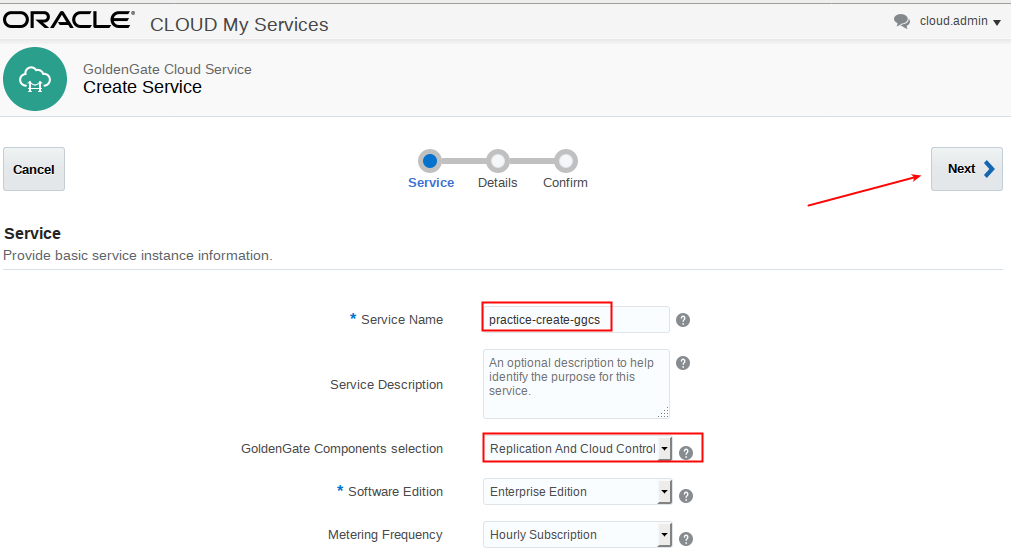 ORACLE® CLOUD My Services
cloud.admin
GoldenGate Cloud Service
Create Service
Cancel
Service
Details
Confirm
Next
Service
Provide basic service instance information.
* Service Name
practice-create-ggcs
?
Service Description
An optional description to help
identify the purpose for this
service.
?
GoldenGate Components selection
Replication And Cloud Control
?
* Software Edition
Enterprise Edition
?
Metering Frequency
Hourly Subscription
?